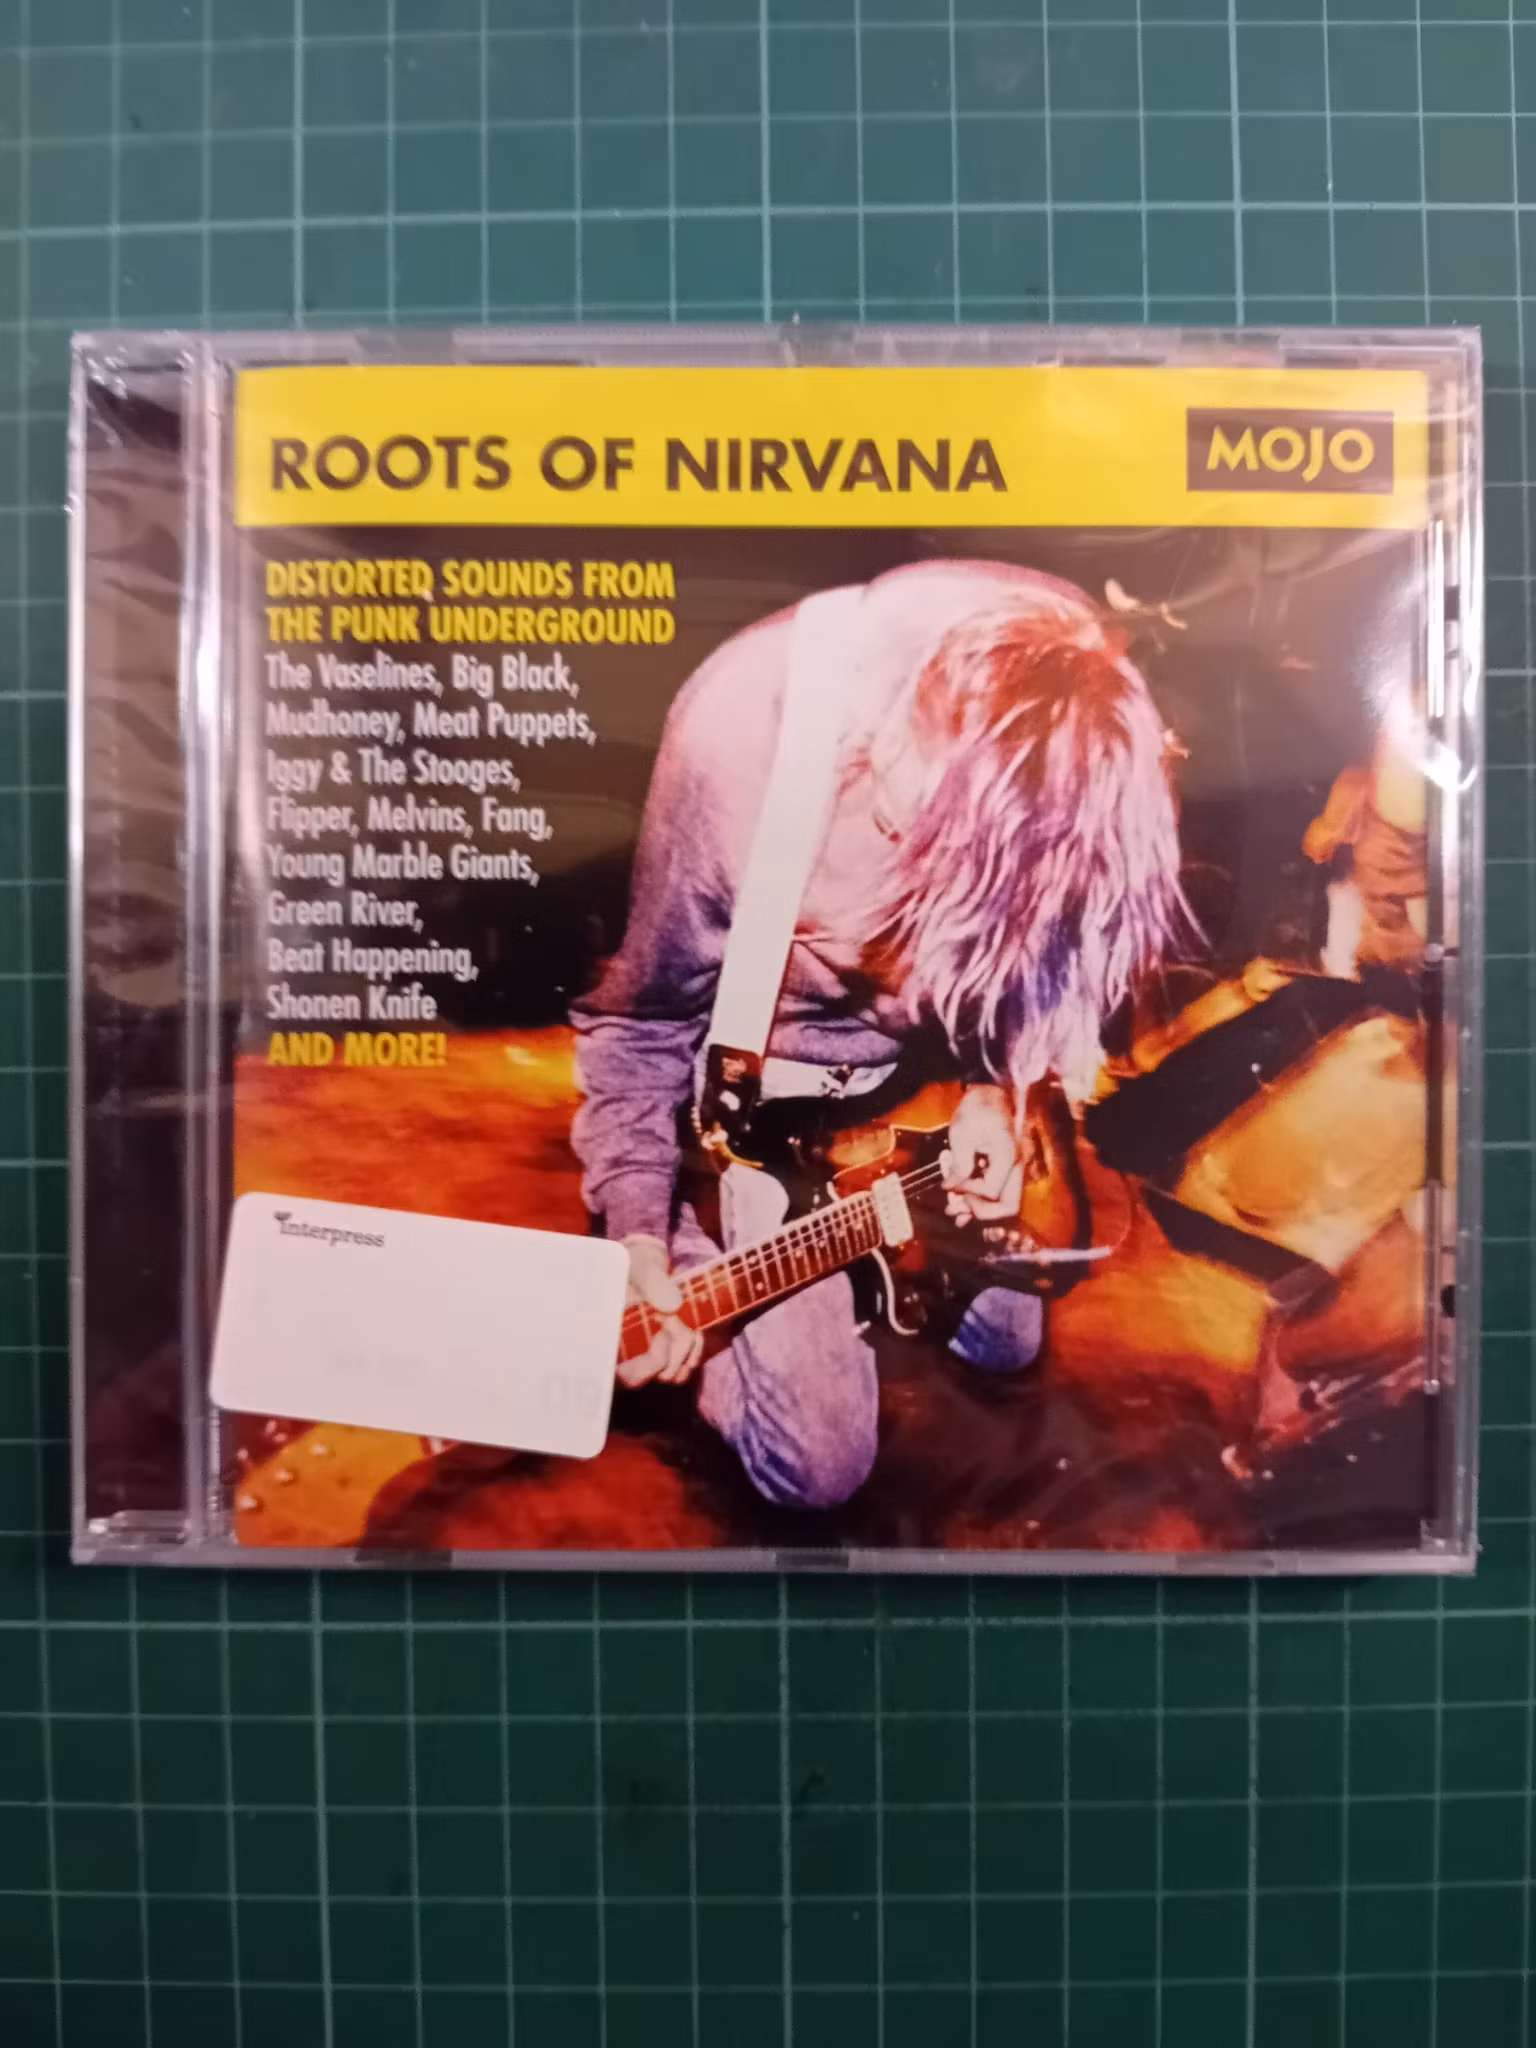 ROOTS OF NIRVANA
MOJO
DISTORTED SOUNDS FROM
THE PUNK UNDERGROUND
The Vaselines, Big Black,
Mudhoney, Meat Puppets,
Iggy & The Stooges,
Flipper, Melvins, Fang,
Young Marble Giants,
Green River,
Beat Happening,
Shonen Knife
AND MORE!
interpress